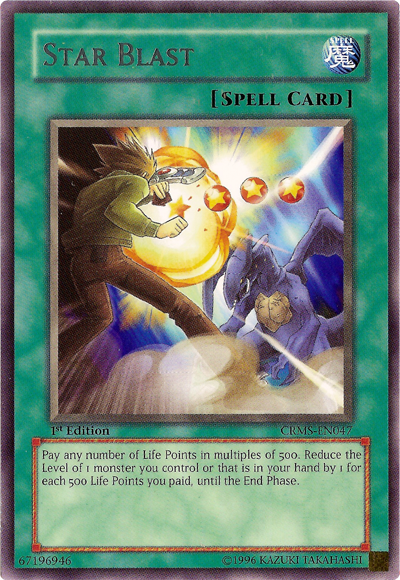 STAR BLAST
SPELL
魔
[SPELL CARD]
1st Edition
CRMS-EN047
Pay any number of Life Points in multiples of 500. Reduce the
Level of 1 monster you control or that is in your hand by 1 for
each 500 Life Points you paid, until the End Phase.
67196946
©1996 KAZUKI TAKAHASHI